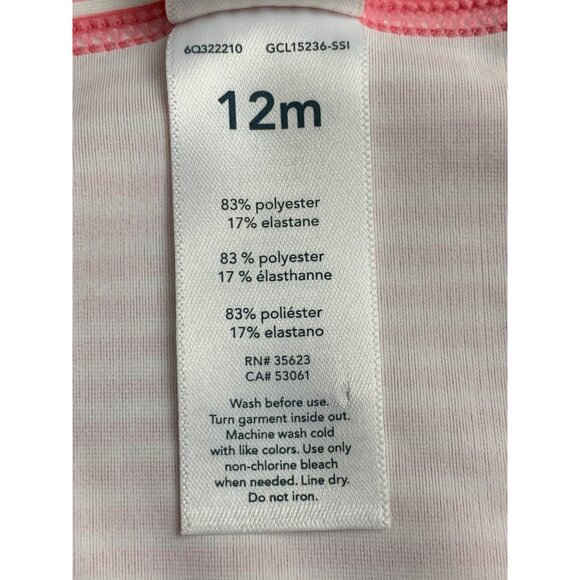 6Q322210 GCL15236-SSI
12m
83% polyester
17% elastane
83 % polyester
17 % élasthanne
83% poliéster
17% elastano
RN# 35623
CA# 53061
Wash before use.
Turn garment inside out.
Machine wash cold
with like colors. Use only
non-chlorine bleach
when needed. Line dry.
Do not iron.